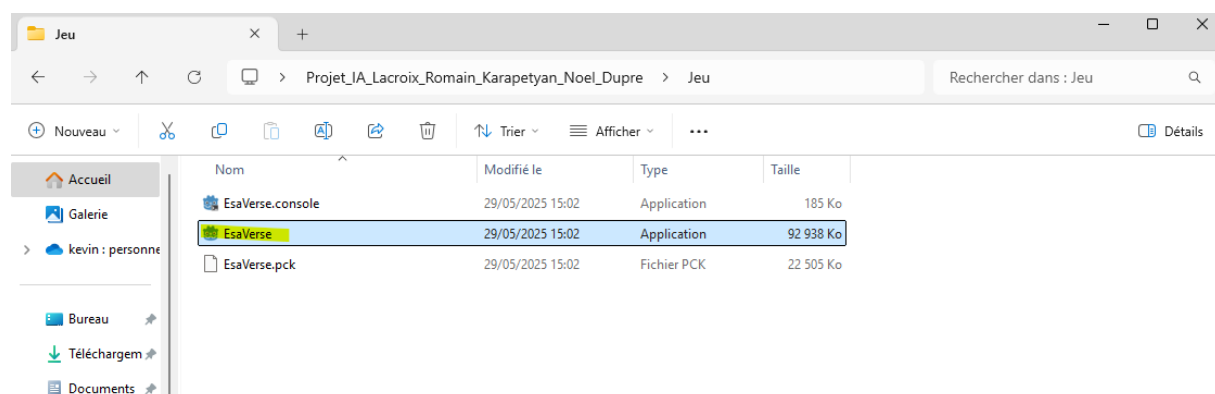 Jeu
Projet_IA_Lacroix_Romain_Karapetyan_Noel_Dupre > Jeu
Rechercher dans : Jeu
Nouveau
Trier
Afficher
Détails
Accueil
Galerie
kevin : personne
Bureau
Téléchargem
Documents
Nom Modifié le Type Taille
EsaVerse.console 29/05/2025 15:02 Application 185 Ko
EsaVerse 29/05/2025 15:02 Application 92 938 Ko
EsaVerse.pck 29/05/2025 15:02 Fichier PCK 22 505 Ko